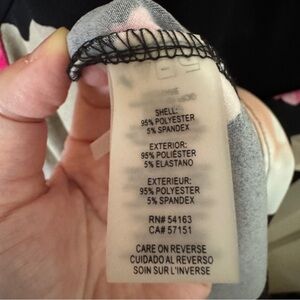 SHELL:
95% POLYESTER
5% SPANDEX
EXTERIOR:
95% POLIÉSTER
5% ELASTANO
EXTERIEUR:
95% POLYESTER
5% SPANDEX
RN# 54163
CA# 57151
CARE ON REVERSE
CUIDADO AL REVERSO
SOIN SUR L'INVERSE